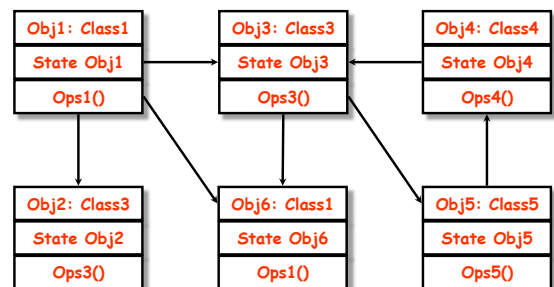 Obj1: Class1
State Obj1
Ops1()
Obj3: Class3
State Obj3
Ops3()
Obj4: Class4
State Obj4
Ops4()
Obj2: Class3
State Obj2
Ops3()
Obj6: Class1
State Obj6
Ops1()
Obj5: Class5
State Obj5
Ops5()